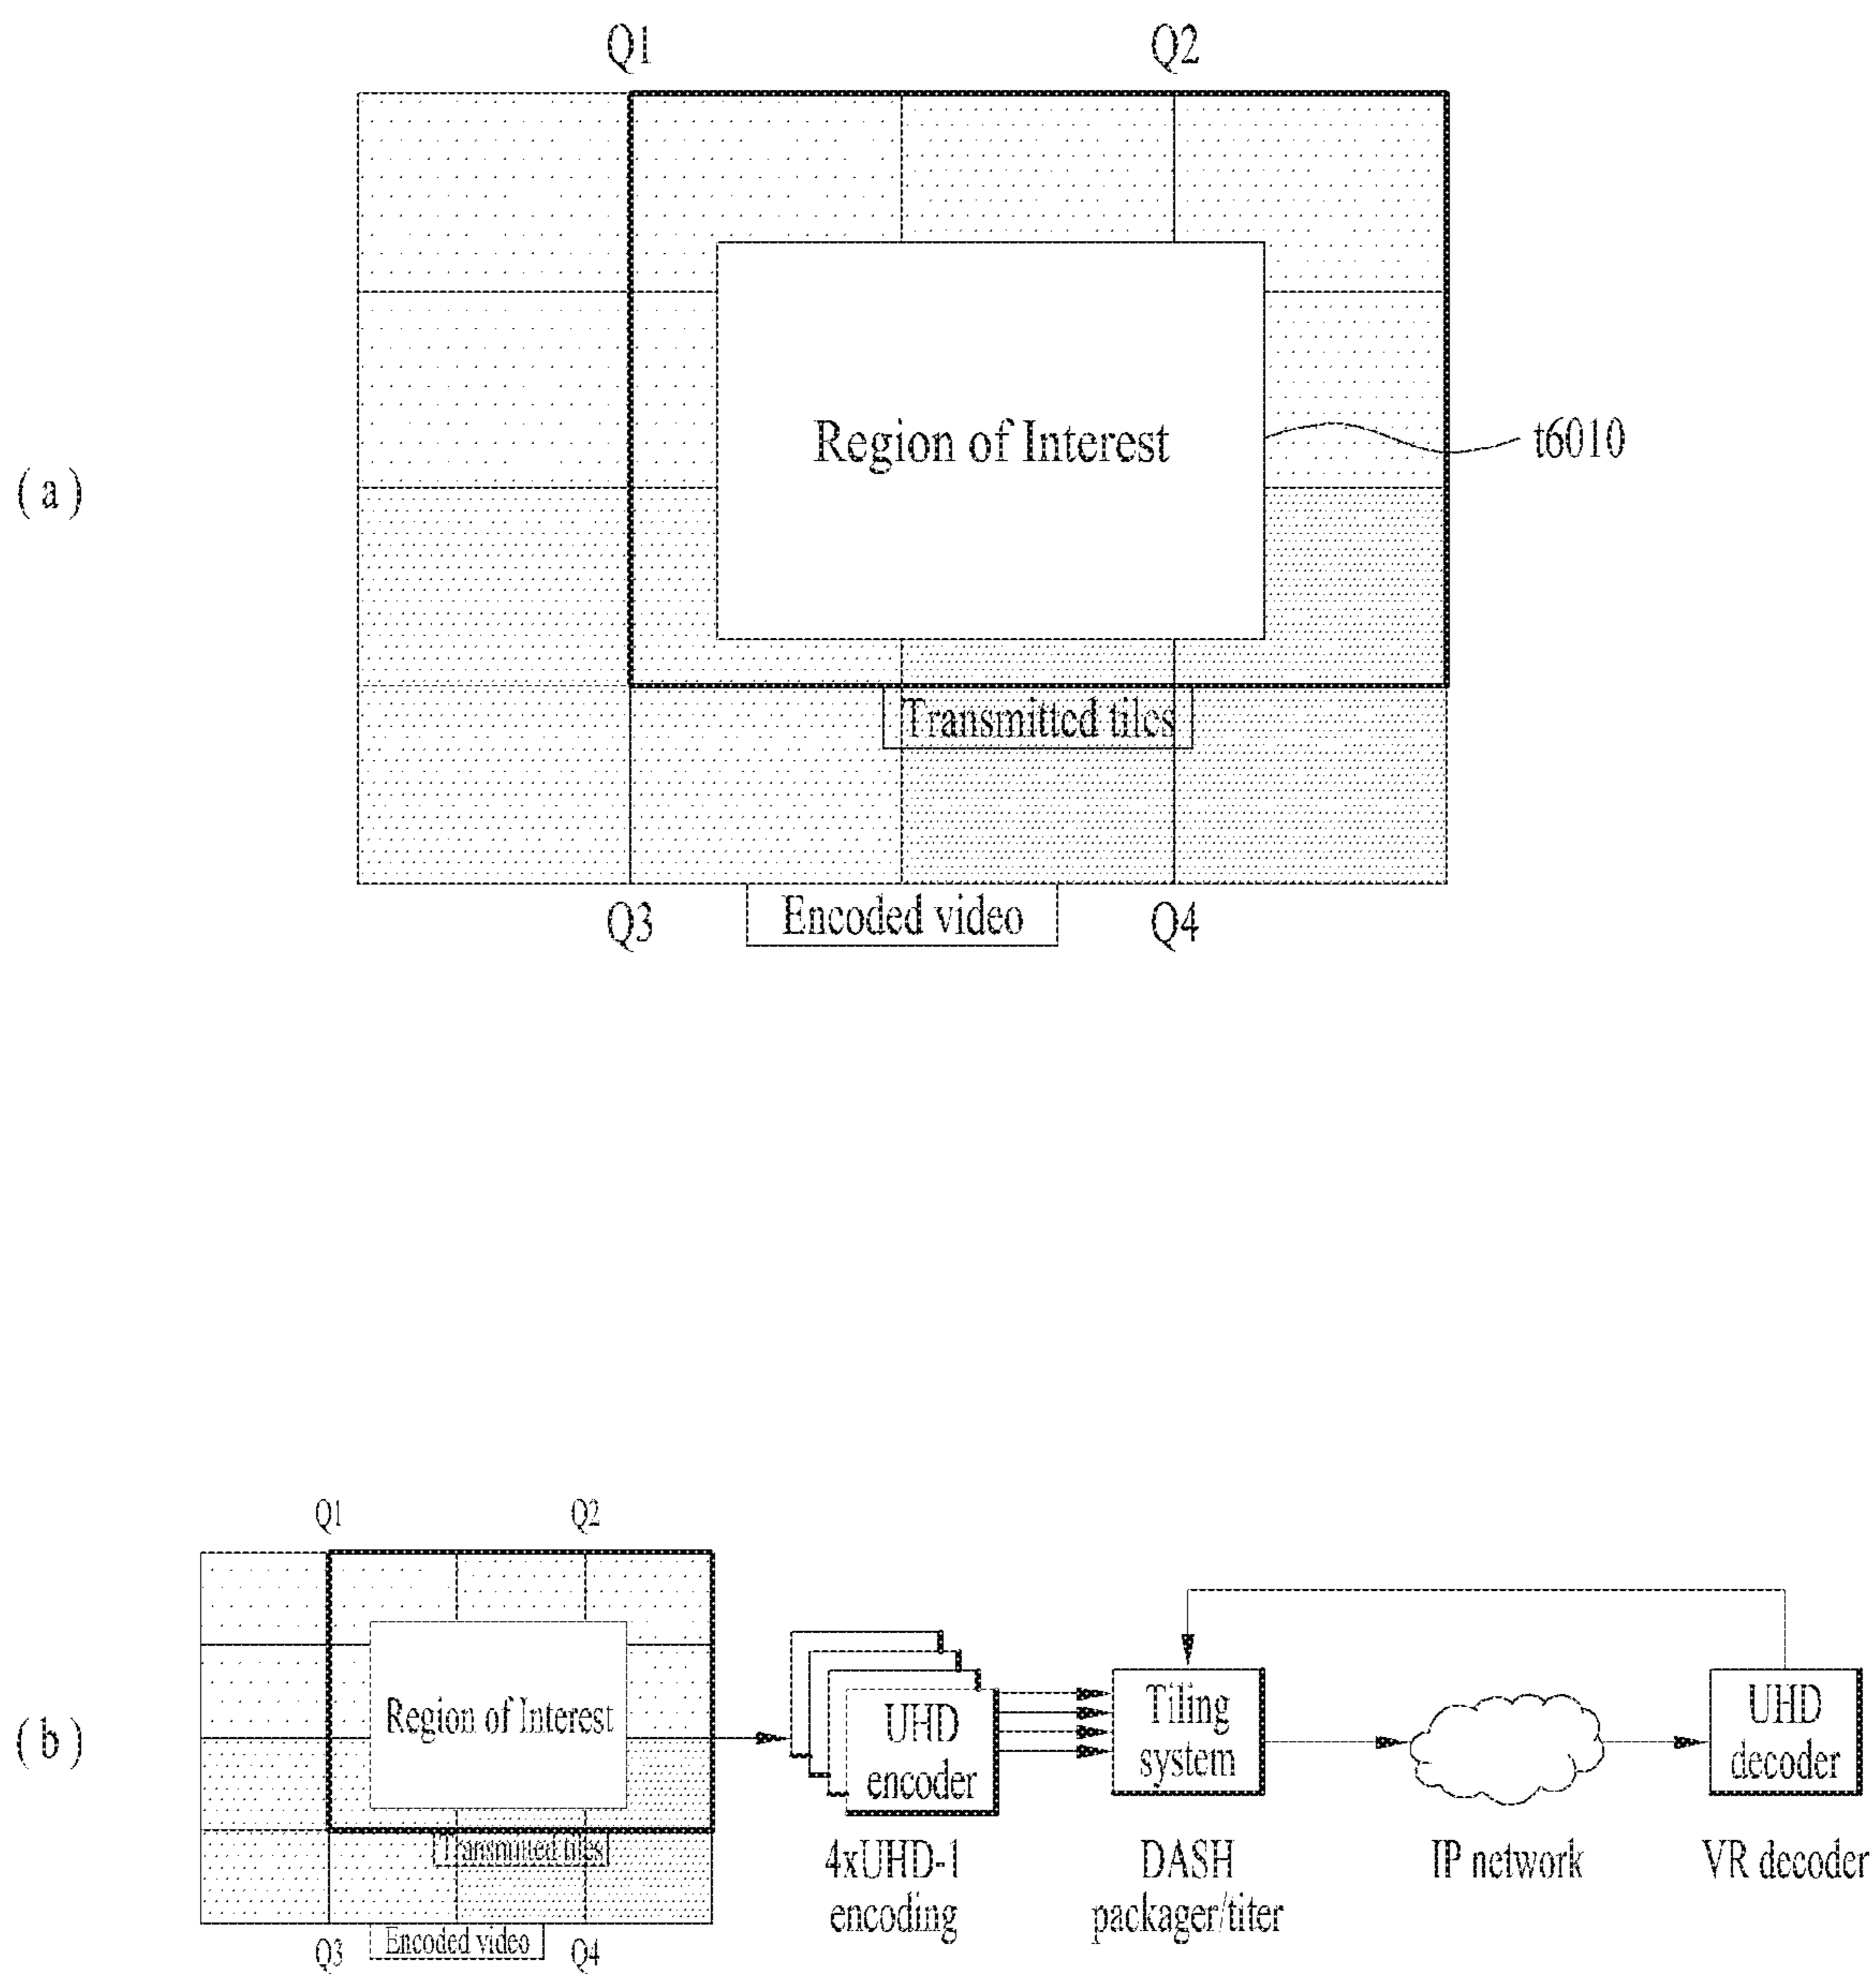 Q1 Q2
(a)
Region of Interest
t6010
Transmitted tiles
Q3 Encoded video Q4
Q1 Q2
(b)
Region of Interest
Transmitted tiles
Q3 Encoded video Q4
UHD
encoder
4xUHD-1
encoding
Tiling
system
DASH
packager/titer
IP network
UHD
decoder
VR decoder